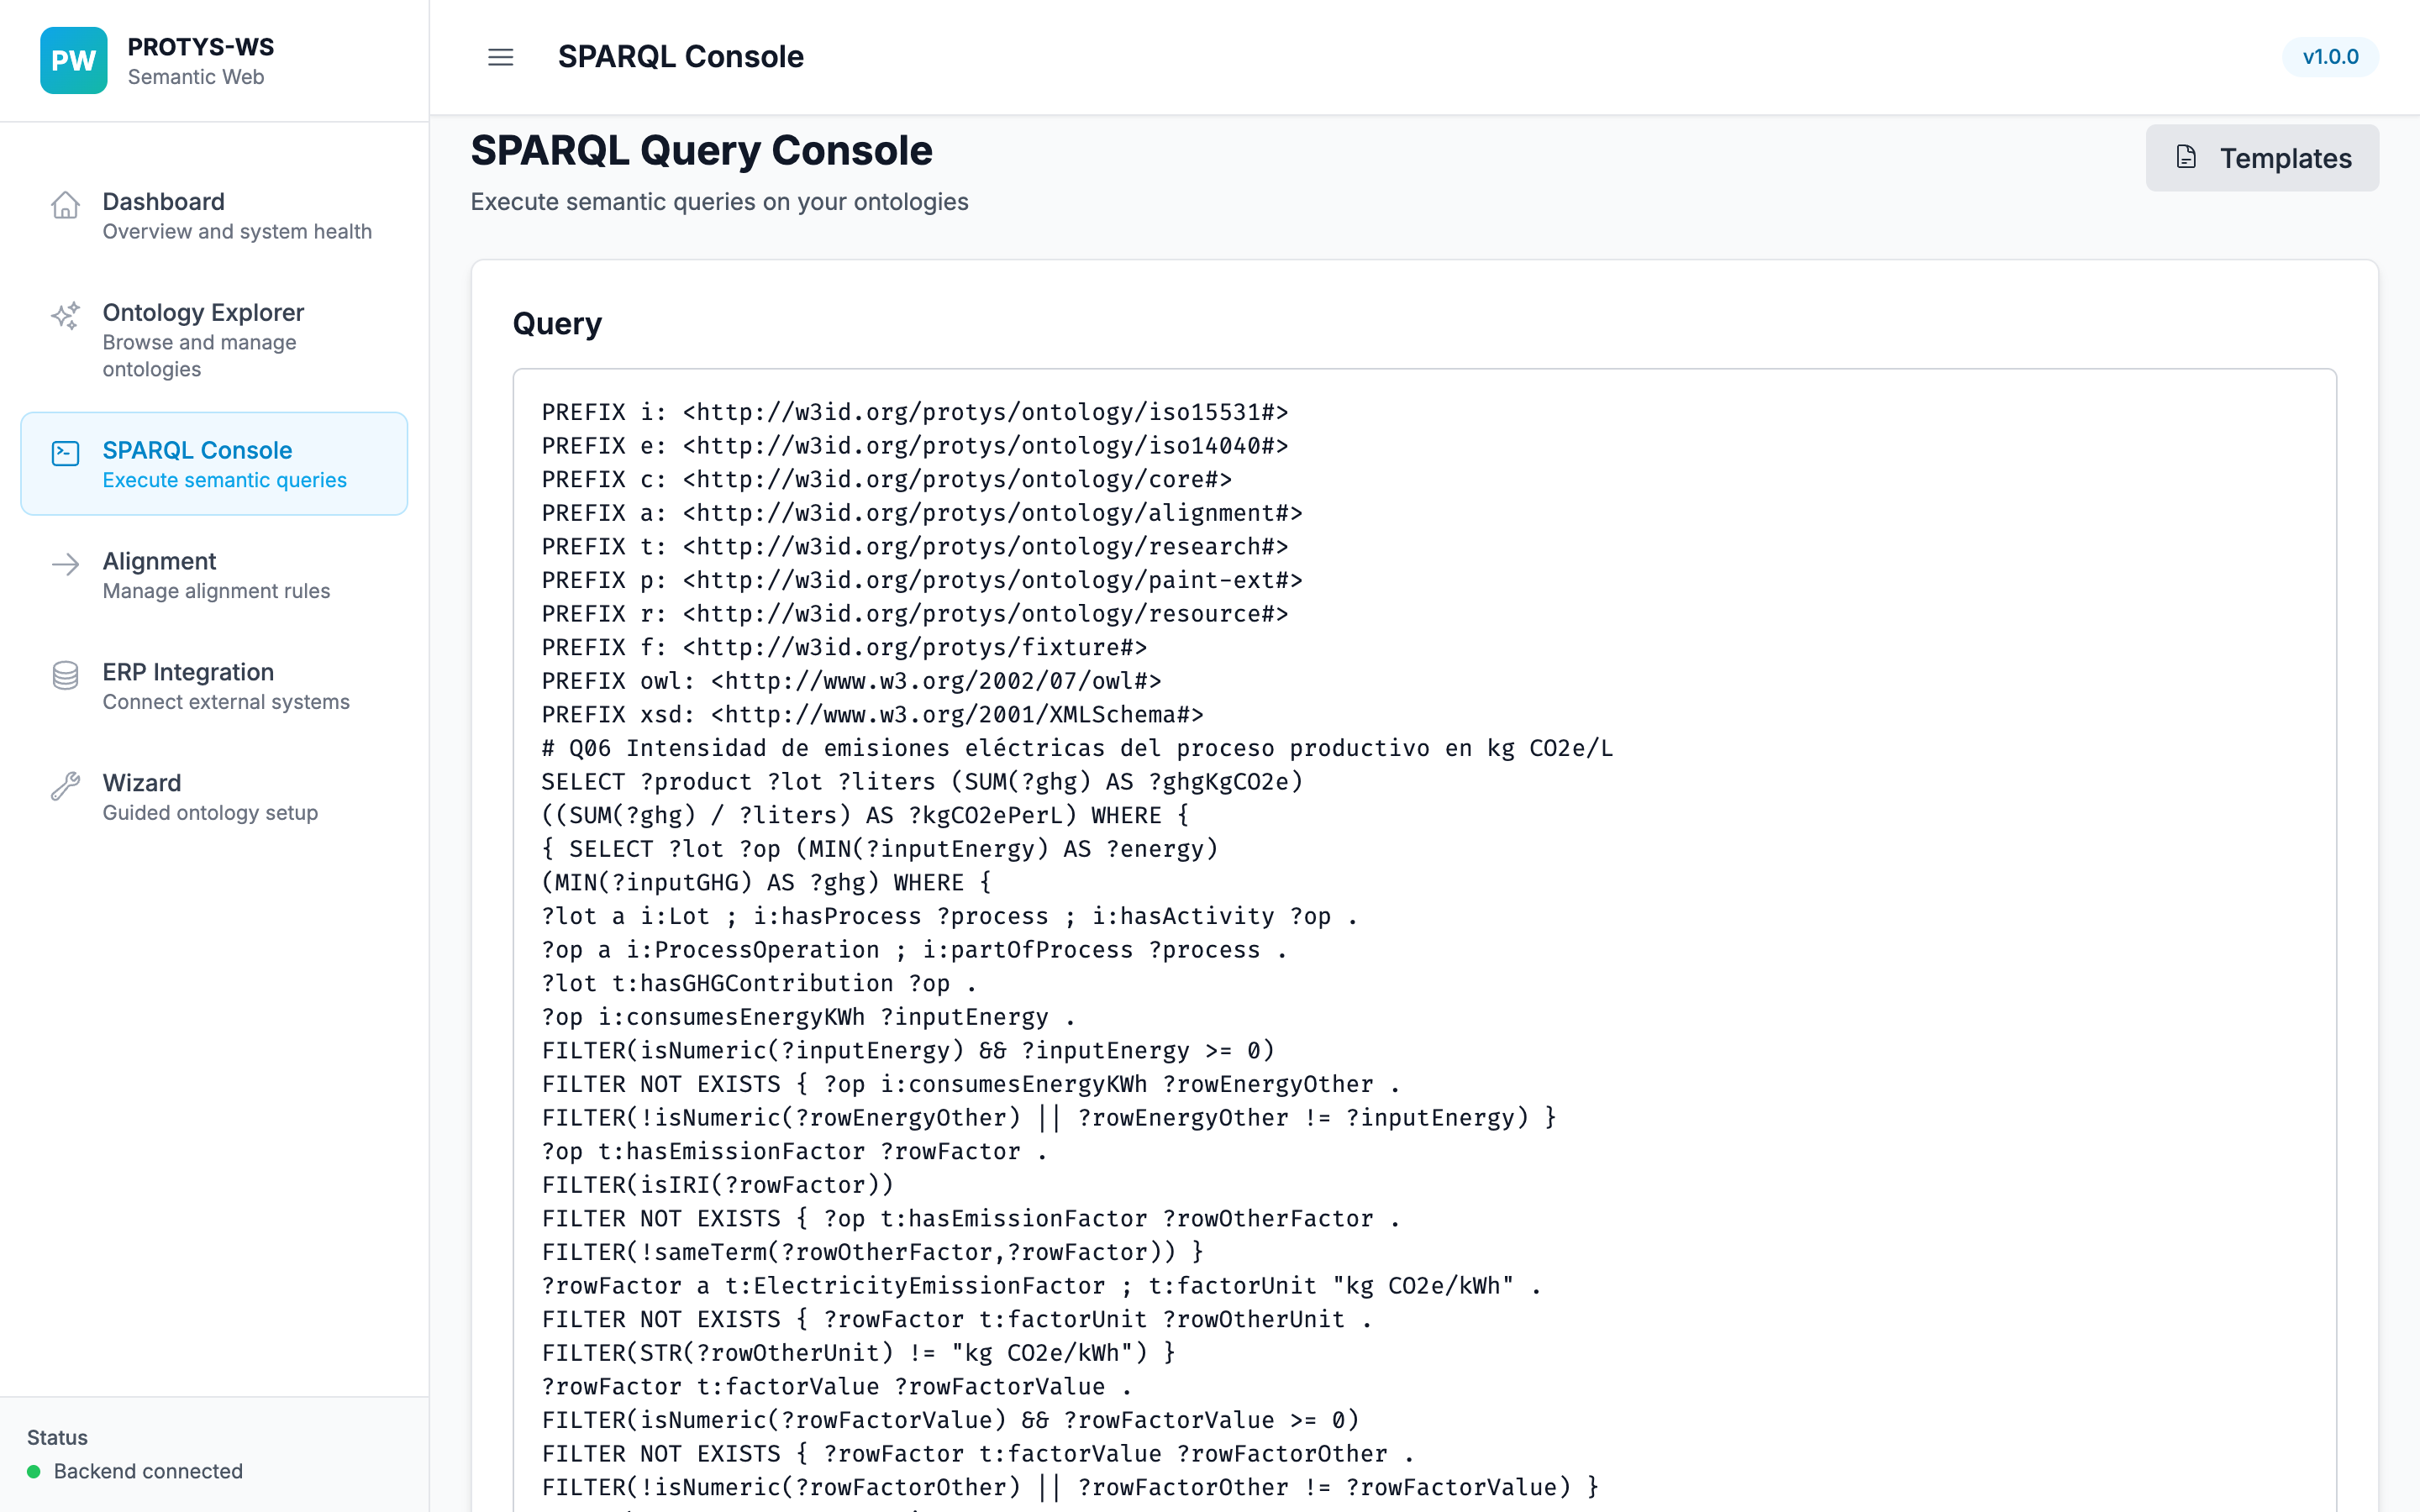 PW
PROTYS-WS
Semantic Web
Dashboard
Overview and system health
Ontology Explorer
Browse and manage
ontologies
SPARQL Console
Execute semantic queries
Alignment
Manage alignment rules
ERP Integration
Connect external systems
Wizard
Guided ontology setup
Status
Backend connected
SPARQL Console
v1.0.0
SPARQL Query Console
Execute semantic queries on your ontologies
Templates
Query
PREFIX i: <http://w3id.org/protys/ontology/iso15531#>
PREFIX e: <http://w3id.org/protys/ontology/iso14040#>
PREFIX c: <http://w3id.org/protys/ontology/core#>
PREFIX a: <http://w3id.org/protys/ontology/alignment#>
PREFIX t: <http://w3id.org/protys/ontology/research#>
PREFIX p: <http://w3id.org/protys/ontology/paint-ext#>
PREFIX r: <http://w3id.org/protys/ontology/resource#>
PREFIX f: <http://w3id.org/protys/fixture#>
PREFIX owl: <http://www.w3.org/2002/07/owl#>
PREFIX xsd: <http://www.w3.org/2001/XMLSchema#>
# Q06 Intensidad de emisiones eléctricas del proceso productivo en kg CO2e/L
SELECT ?product ?lot ?liters (SUM(?ghg) AS ?ghgKgCO2e)
((SUM(?ghg) / ?liters) AS ?kgCO2ePerL) WHERE {
{ SELECT ?lot ?op (MIN(?inputEnergy) AS ?energy)
(MIN(?inputGHG) AS ?ghg) WHERE {
?lot a i:Lot ; i:hasProcess ?process ; i:hasActivity ?op .
?op a i:ProcessOperation ; i:partOfProcess ?process .
?lot t:hasGHGContribution ?op .
?op i:consumesEnergyKWh ?inputEnergy .
FILTER(isNumeric(?inputEnergy) && ?inputEnergy >= 0)
FILTER NOT EXISTS { ?op i:consumesEnergyKWh ?rowEnergyOther .
FILTER(!isNumeric(?rowEnergyOther) || ?rowEnergyOther != ?inputEnergy) }
?op t:hasEmissionFactor ?rowFactor .
FILTER(isIRI(?rowFactor))
FILTER NOT EXISTS { ?op t:hasEmissionFactor ?rowOtherFactor .
FILTER(!sameTerm(?rowOtherFactor,?rowFactor)) }
?rowFactor a t:ElectricityEmissionFactor ; t:factorUnit "kg CO2e/kWh" .
FILTER NOT EXISTS { ?rowFactor t:factorUnit ?rowOtherUnit .
FILTER(STR(?rowOtherUnit) != "kg CO2e/kWh") }
?rowFactor t:factorValue ?rowFactorValue .
FILTER(isNumeric(?rowFactorValue) && ?rowFactorValue >= 0)
FILTER NOT EXISTS { ?rowFactor t:factorValue ?rowFactorOther .
FILTER(!isNumeric(?rowFactorOther) || ?rowFactorOther != ?rowFactorValue) }